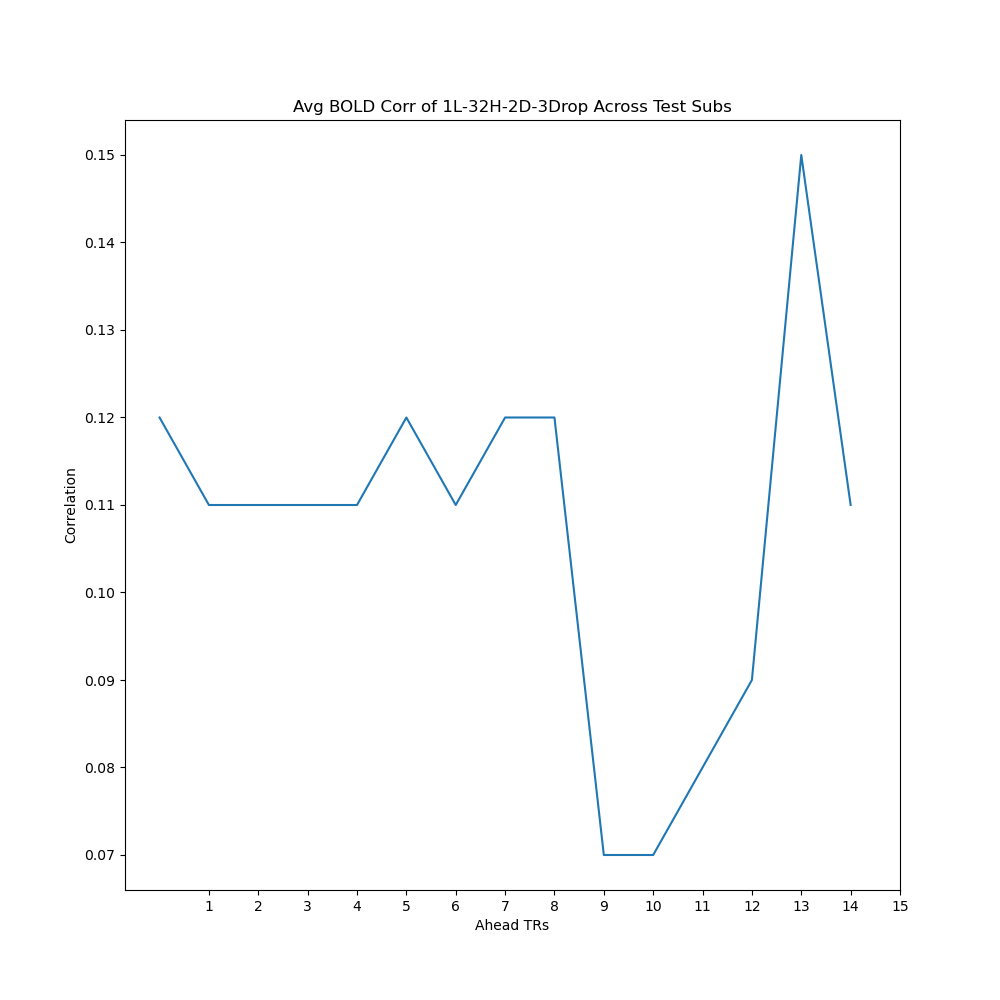 Avg BOLD Corr of 1L-32H-2D-3Drop Across Test Subs
0.15
0.14
0.13
0.12
0.11
0.10
0.09
0.08
0.07
Correlation
1 2 3 4 5 6 7 8 9 10 11 12 13 14 15
Ahead TRs